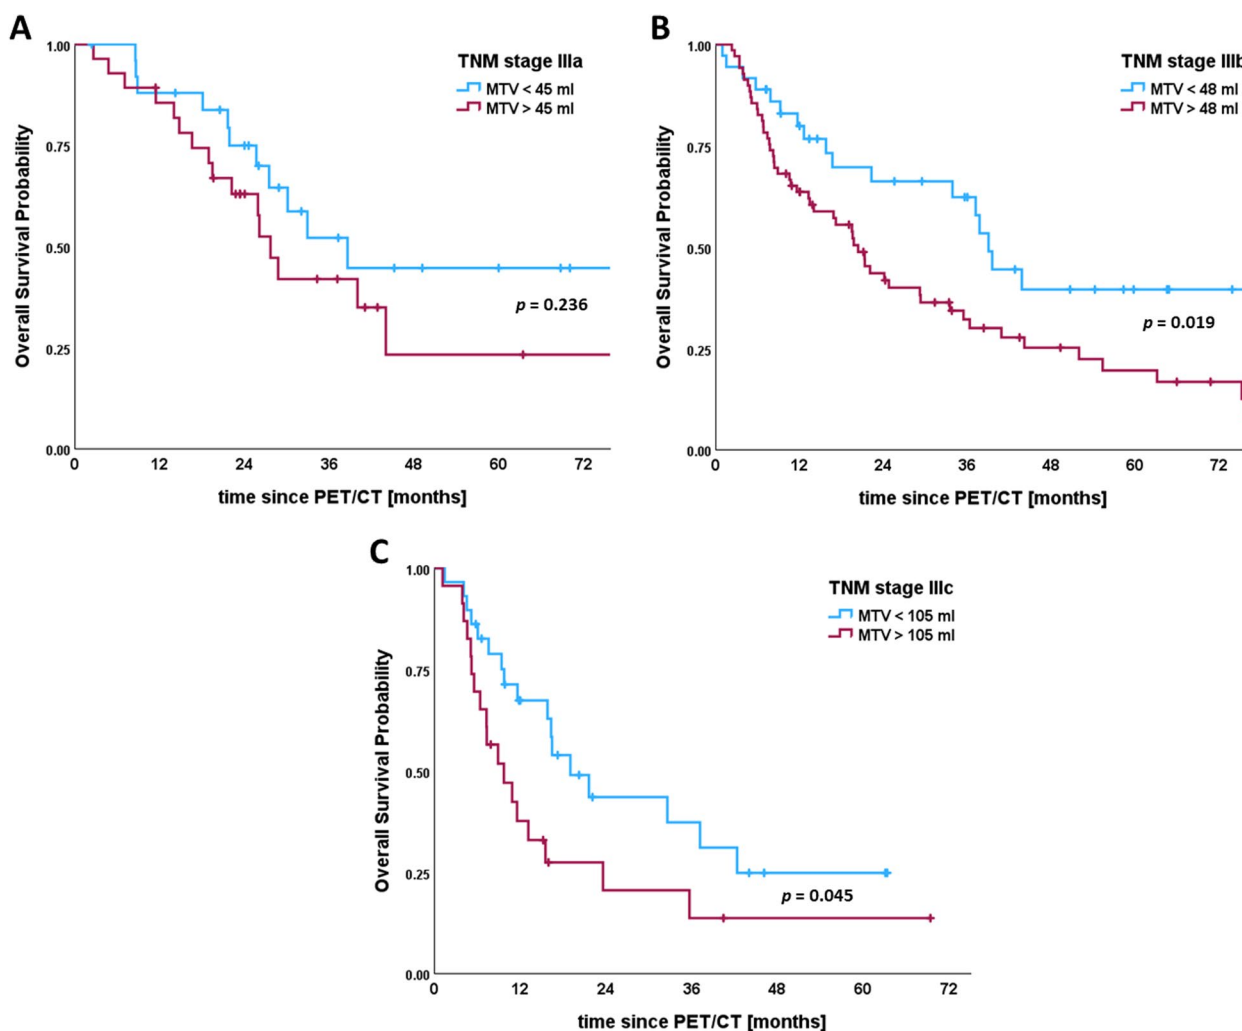 A
TNM stage IIIa
MTV < 45 ml
MTV > 45 ml
Overall Survival Probability
1.00
0.75
0.50
0.25
0.00
p = 0.236
0 12 24 36 48 60 72
time since PET/CT [months]
B
TNM stage IIIb
MTV < 48 ml
MTV > 48 ml
Overall Survival Probability
1.00
0.75
0.50
0.25
0.00
p = 0.019
0 12 24 36 48 60 72
time since PET/CT [months]
C
TNM stage IIIc
MTV < 105 ml
MTV > 105 ml
Overall Survival Probability
1.00
0.75
0.50
0.25
0.00
p = 0.045
0 12 24 36 48 60 72
time since PET/CT [months]